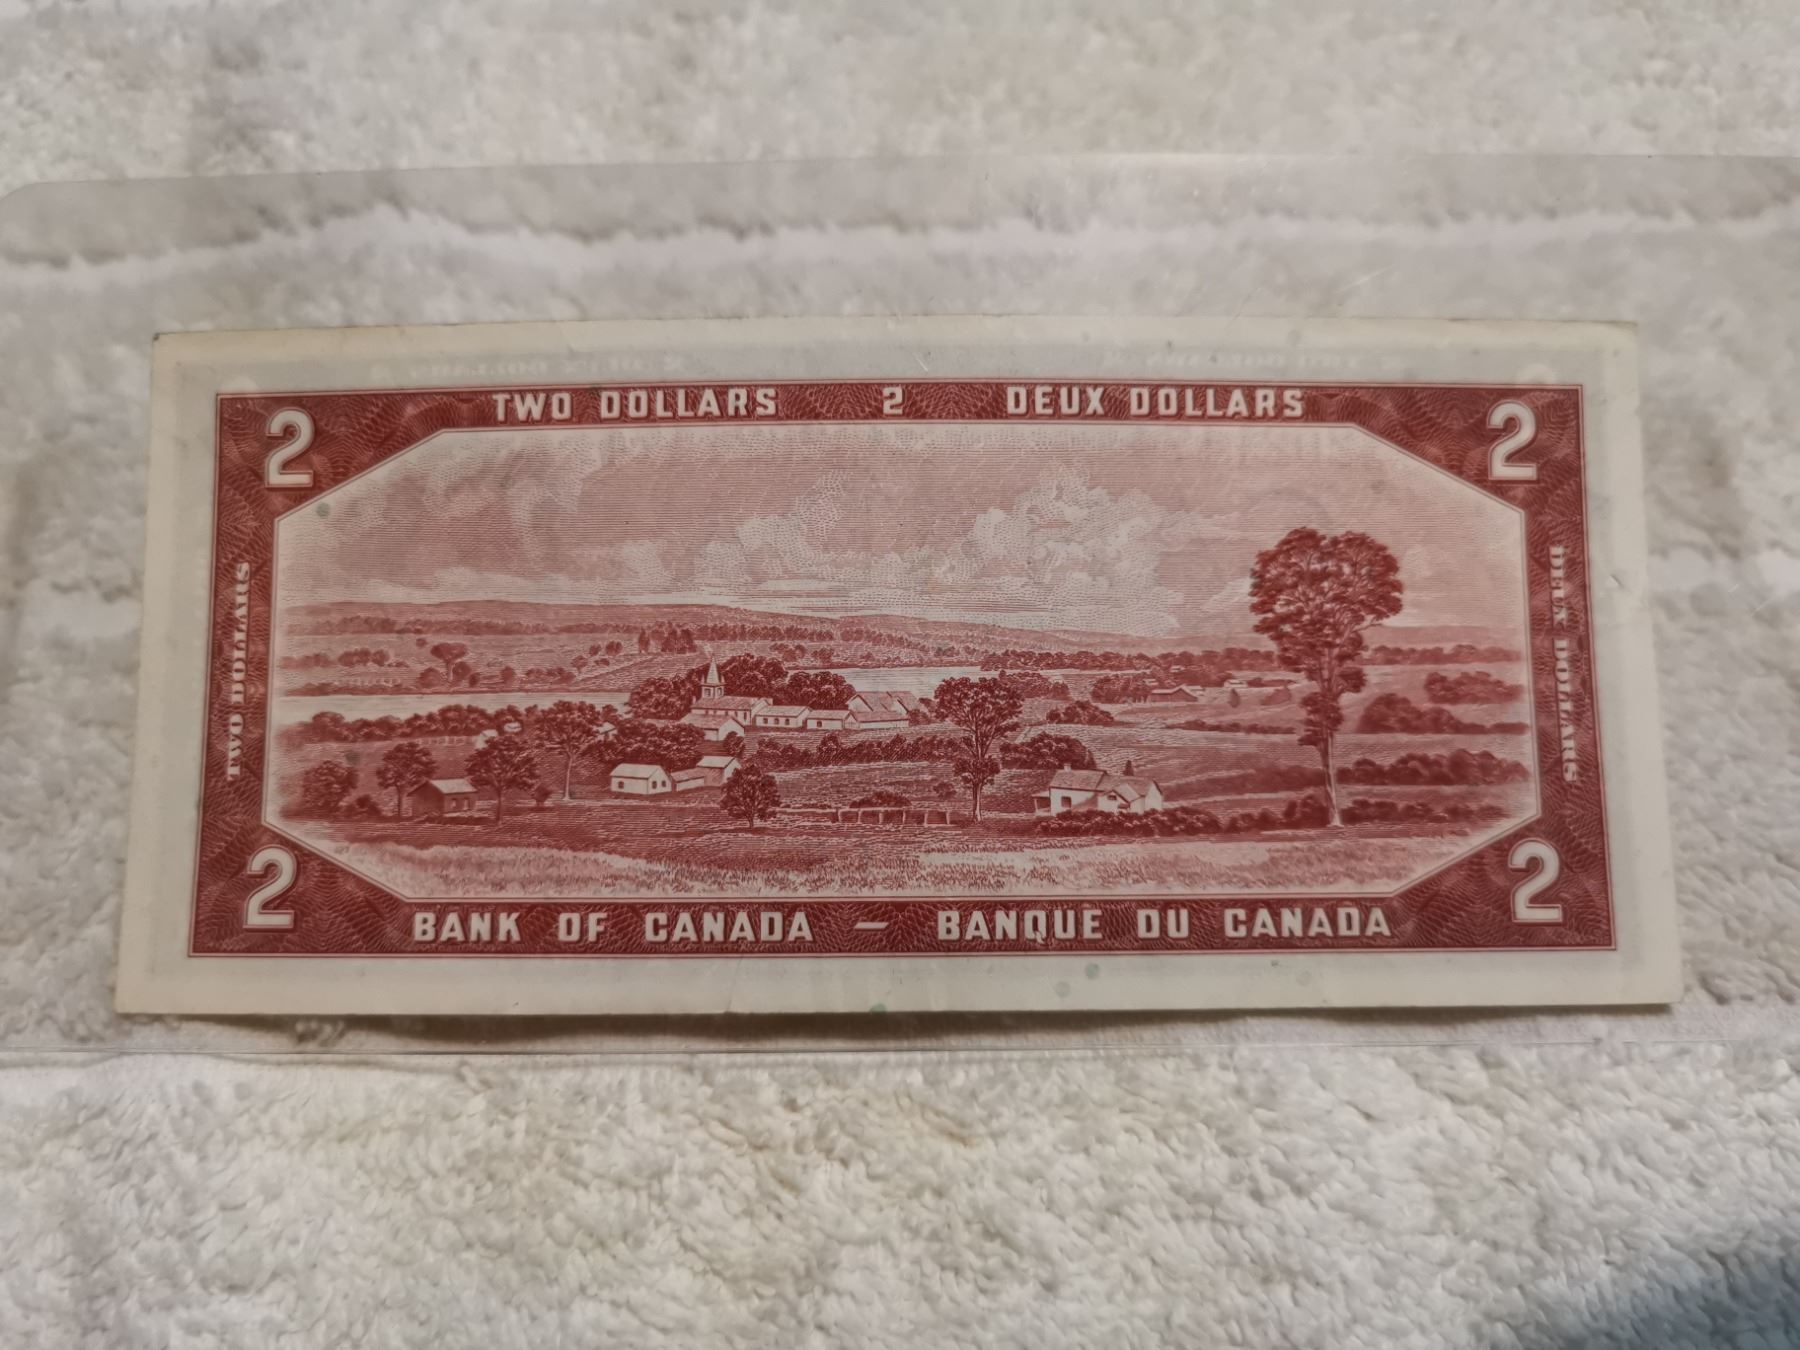 TWO DOLLARS 2 DEUX DOLLARS
2 2
TWO DOLLARS
DEUX DOLLARS
2 2
BANK OF CANADA — BANQUE DU CANADA